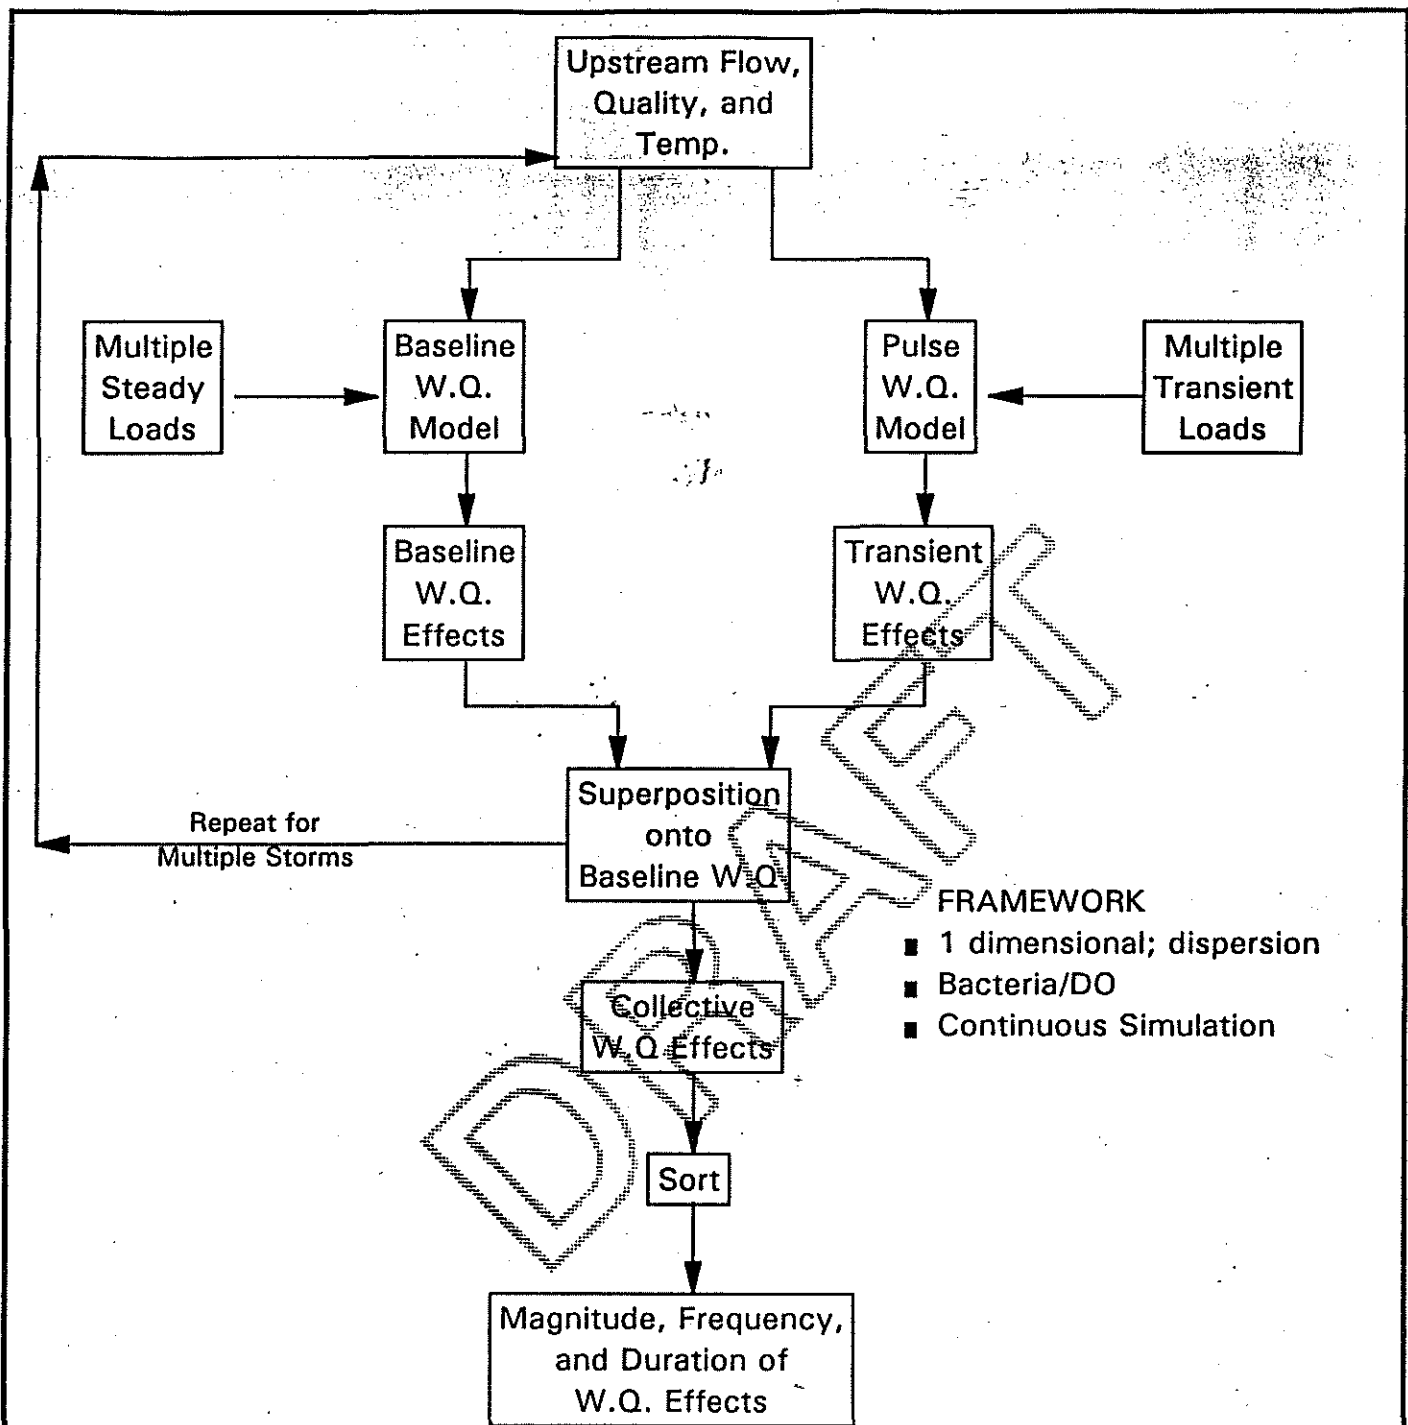 Upstream Flow,
Quality, and
Temp.
Multiple
Steady
Loads
Baseline
W.Q.
Model
Pulse
W.Q.
Model
Multiple
Transient
Loads
Baseline
W.Q.
Effects
Transient
W.Q.
Effects
Superposition
onto
Baseline W.Q
Repeat for
Multiple Storms
FRAMEWORK
■ 1 dimensional; dispersion
■ Bacteria/DO
■ Continuous Simulation
Collective
W.Q Effects
Sort
Magnitude, Frequency,
and Duration of
W.Q. Effects
DRAFT